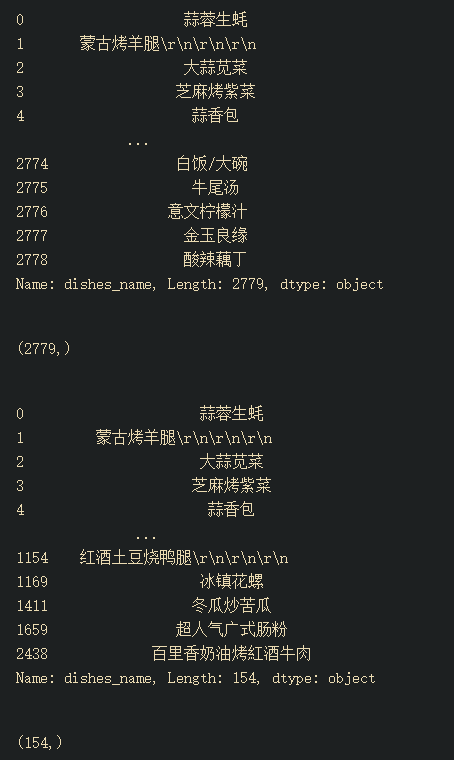 0 蒜蓉生蚝
1 蒙古烤羊腿\r\n\r\n\r\n
2 大蒜苋菜
3 芝麻烤紫菜
4 蒜香包
...
2774 白饭/大碗
2775 牛尾汤
2776 意文柠檬汁
2777 金玉良缘
2778 酸辣藕丁
Name: dishes_name, Length: 2779, dtype: object
(2779,)
0 蒜蓉生蚝
1 蒙古烤羊腿\r\n\r\n\r\n
2 大蒜苋菜
3 芝麻烤紫菜
4 蒜香包
...
1154 红酒土豆烧鸭腿\r\n\r\n\r\n
1169 冰镇花螺
1411 冬瓜炒苦瓜
1659 超人气广式肠粉
2438 百里香奶油烤紅酒牛肉
Name: dishes_name, Length: 154, dtype: object
(154,)